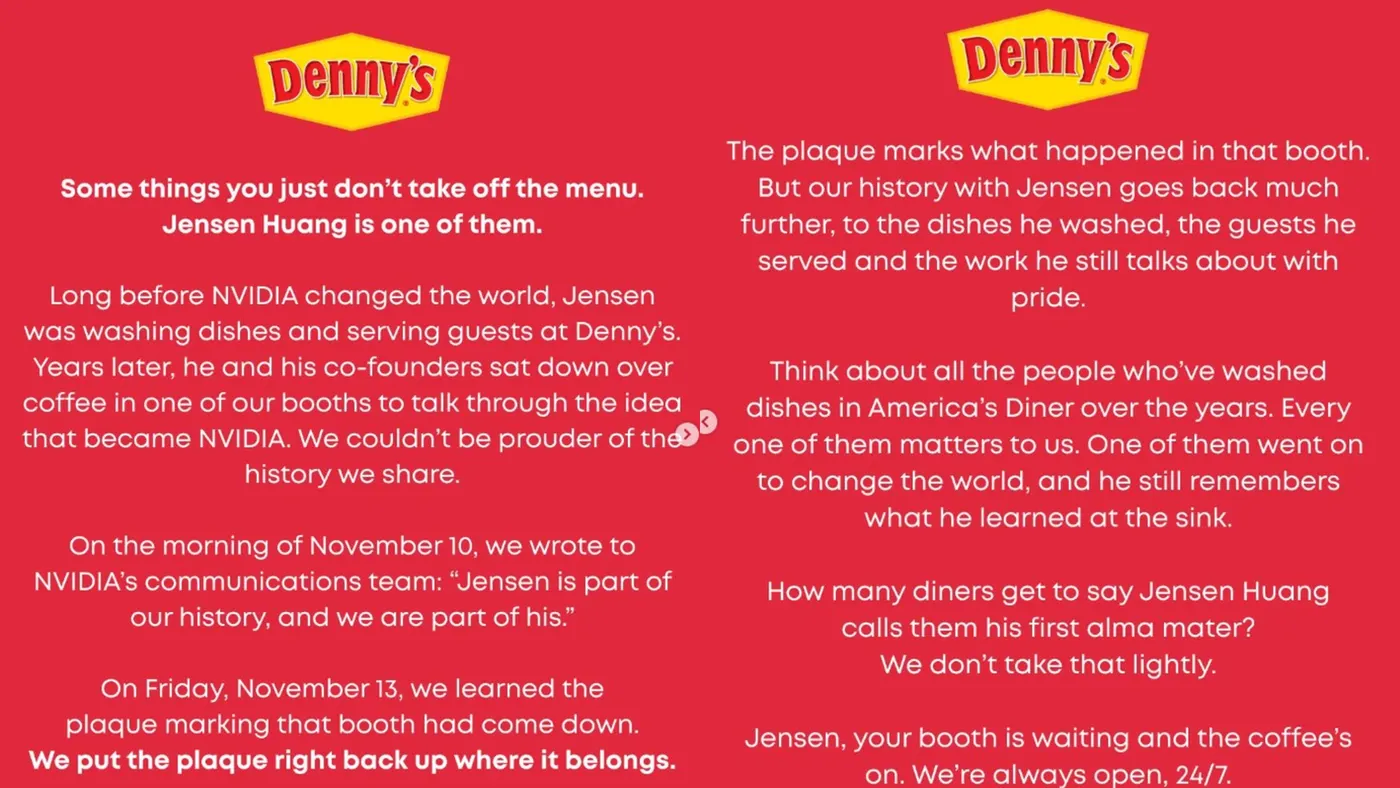 Denny's
Some things you just don’t take off the menu.
Jensen Huang is one of them.
Long before NVIDIA changed the world, Jensen
was washing dishes and serving guests at Denny’s.
Years later, he and his co-founders sat down over
coffee in one of our booths to talk through the idea
that became NVIDIA. We couldn’t be prouder of the
history we share.
On the morning of November 10, we wrote to
NVIDIA’s communications team: “Jensen is part of
our history, and we are part of his.”
On Friday, November 13, we learned the
plaque marking that booth had come down.
We put the plaque right back up where it belongs.
Denny's
The plaque marks what happened in that booth.
But our history with Jensen goes back much
further, to the dishes he washed, the guests he
served and the work he still talks about with
pride.
Think about all the people who’ve washed
dishes in America’s Diner over the years. Every
one of them matters to us. One of them went on
to change the world, and he still remembers
what he learned at the sink.
How many diners get to say Jensen Huang
calls them his first alma mater?
We don’t take that lightly.
Jensen, your booth is waiting and the coffee’s
on. We’re always open, 24/7.